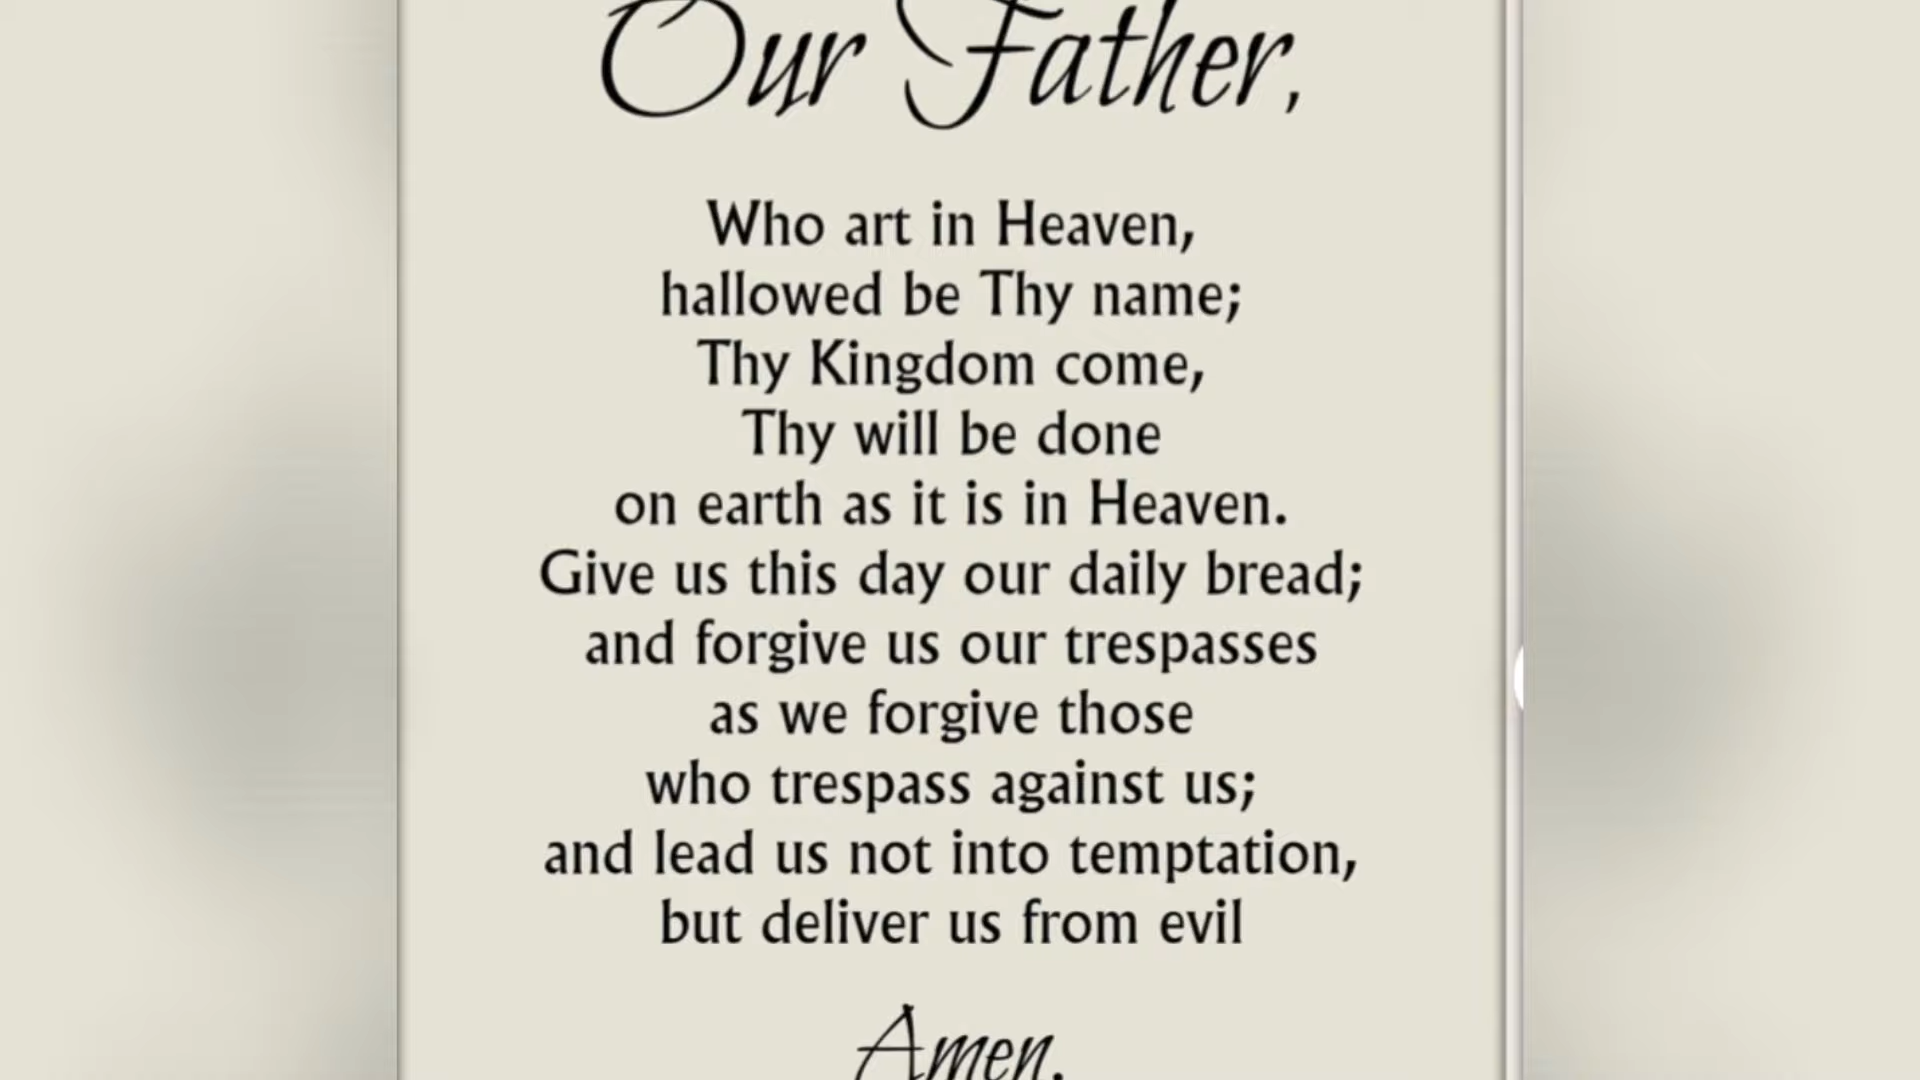 Our Father,
Who art in Heaven,
hallowed be Thy name;
Thy Kingdom come,
Thy will be done
on earth as it is in Heaven.
Give us this day our daily bread;
and forgive us our trespasses
as we forgive those
who trespass against us;
and lead us not into temptation,
but deliver us from evil
Amen.